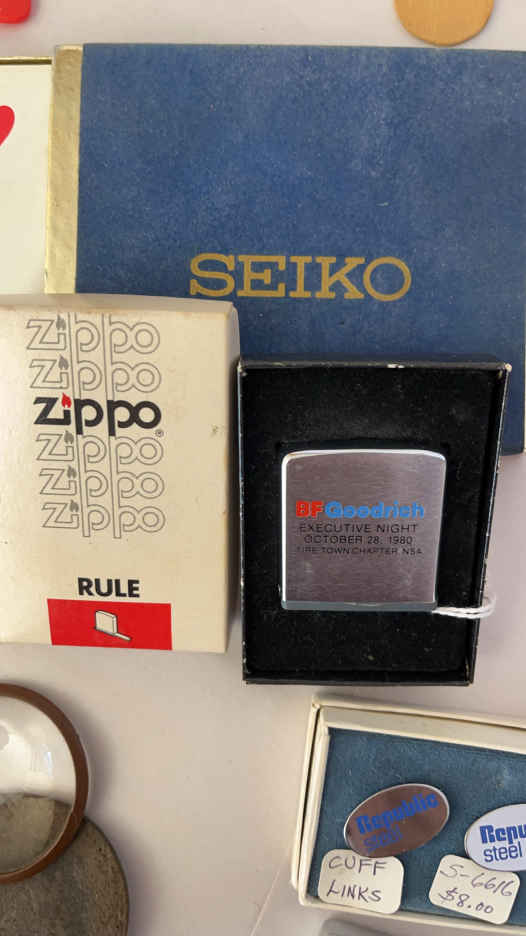 SEIKO
Zippo
Zippo
Zippo®
Zippo
Zippo
Zippo
RULE
BFGoodrich
EXECUTIVE NIGHT
OCTOBER 28, 1980
TIRE TOWN CHAPTER, NSA
Republic
steel
CUFF
LINKS
Repu
steel
S-6616
$8.00